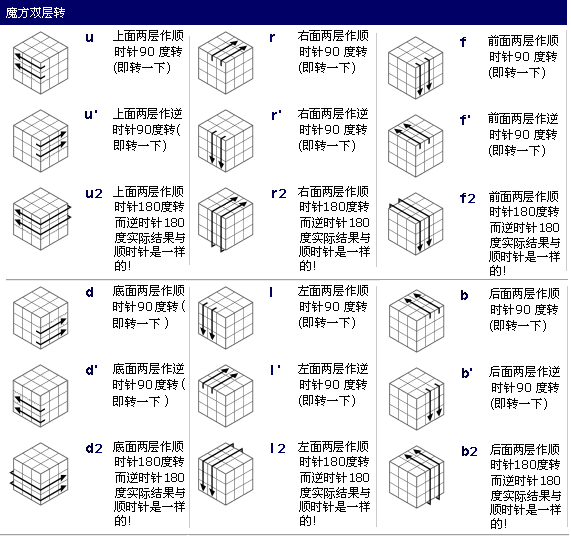 魔方双层转
u
上面两层作顺
时针90 度转
(即转一下)
r
右面两层作顺
时针90 度转
(即转一下)
f
前面两层作顺
时针90 度转
(即转一下)
u'
上面两层作逆
时针90度转(
即转一下)
r'
右面两层作逆
时针90 度转
(即转一下)
f'
前面两层作逆
时针90 度转
(即转一下)
u2
上面两层作顺
时针180度转
而逆时针180
度实际结果与
顺时针是一样
的!
r2
右面两层作顺
时针180度转
而逆时针180
度实际结果与
顺时针是一样
的!
f2
前面两层作顺
时针180度转
而逆时针180
度实际结果与
顺时针是一样
的!
d
底面两层作顺
时针90度转(
即转一下 )
l
左面两层作顺
时针90 度转
(即转一下)
b
后面两层作顺
时针90 度转
(即转一下)
d'
底面两层作逆
时针90度转(
即转一下 )
l'
左面两层作逆
时针90 度转
(即转一下)
b'
后面两层作逆
时针90 度转
(即转一下)
d2
底面两层作顺
时针180度转
而逆时针180
度实际结果与
顺时针是一样
的!
l2
左面两层作顺
时针180度转
而逆时针180
度实际结果与
顺时针是一样
的!
b2
后面两层作顺
时针180度转
而逆时针180
度实际结果与
顺时针是一样
的!